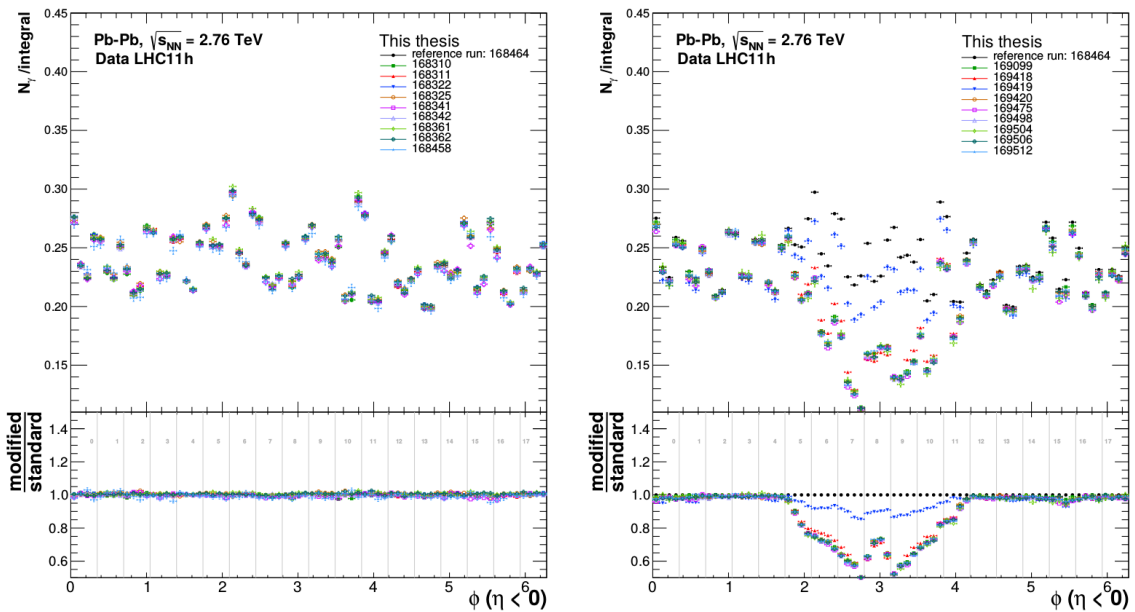 N_γ/integral
0.45
0.40
0.35
0.30
0.25
0.20
0.15
Pb-Pb, √s_NN = 2.76 TeV
Data LHC11h
This thesis
reference run: 168464
168310
168311
168322
168325
168341
168342
168361
168362
168458
modified
standard
1.4
1.2
1.0
0.8
0.6
0 1 2 3 4 5 6 7 8 9 10 11 12 13 14 15 16 17
0 1 2 3 4 5 6
ϕ (η < 0)
N_γ/integral
0.45
0.40
0.35
0.30
0.25
0.20
0.15
Pb-Pb, √s_NN = 2.76 TeV
Data LHC11h
This thesis
reference run: 168464
169099
169418
169419
169420
169475
169498
169504
169506
169512
modified
standard
1.4
1.2
1.0
0.8
0.6
0 1 2 3 4 5 6 7 8 9 10 11 12 13 14 15 16 17
0 1 2 3 4 5 6
ϕ (η < 0)